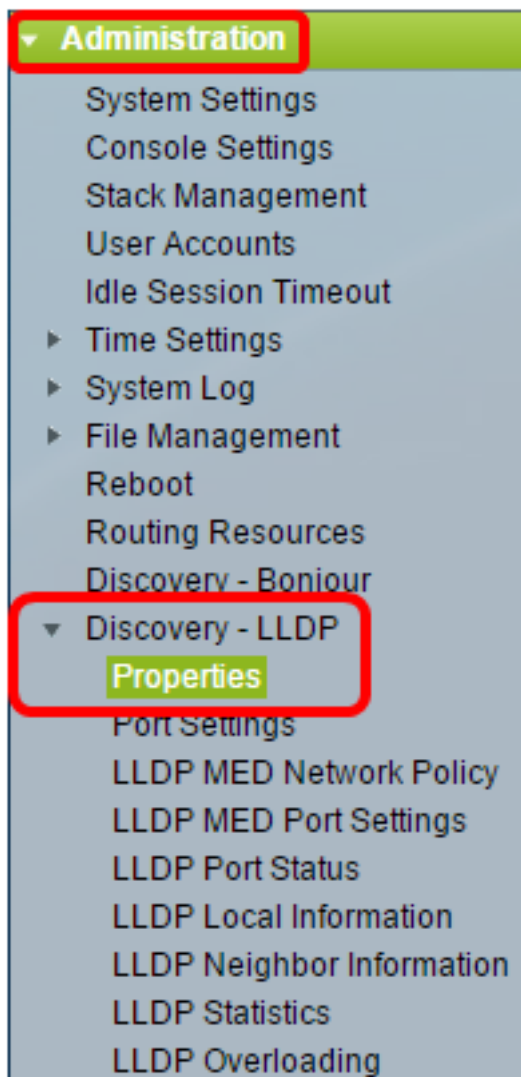 Administration
System Settings
Console Settings
Stack Management
User Accounts
Idle Session Timeout
Time Settings
System Log
File Management
Reboot
Routing Resources
Discovery - Bonjour
Discovery - LLDP
Properties
Port Settings
LLDP MED Network Policy
LLDP MED Port Settings
LLDP Port Status
LLDP Local Information
LLDP Neighbor Information
LLDP Statistics
LLDP Overloading